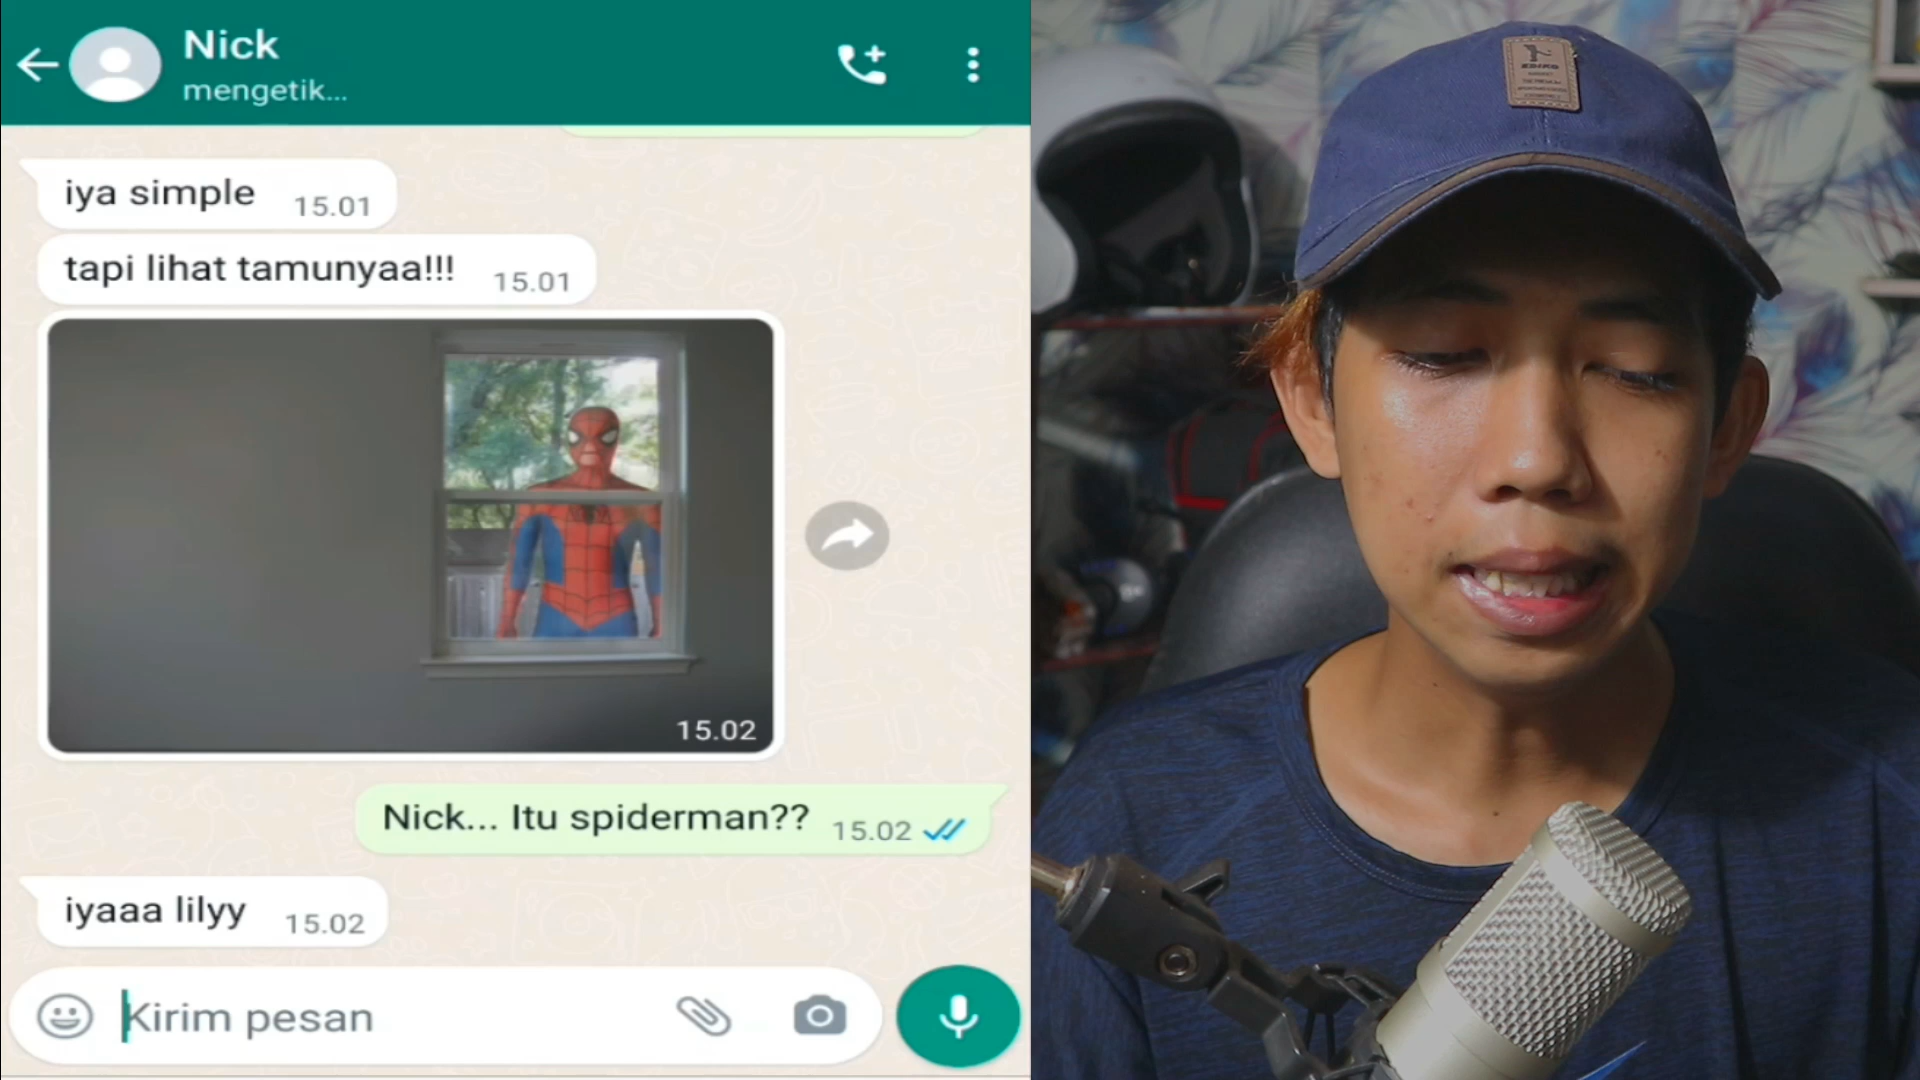 Nick
mengetik...
iya simple 15.01
tapi lihat tamunyaa!!! 15.01
15.02
Nick... Itu spiderman?? 15.02
iyaaa lilyy 15.02
Kirim pesan